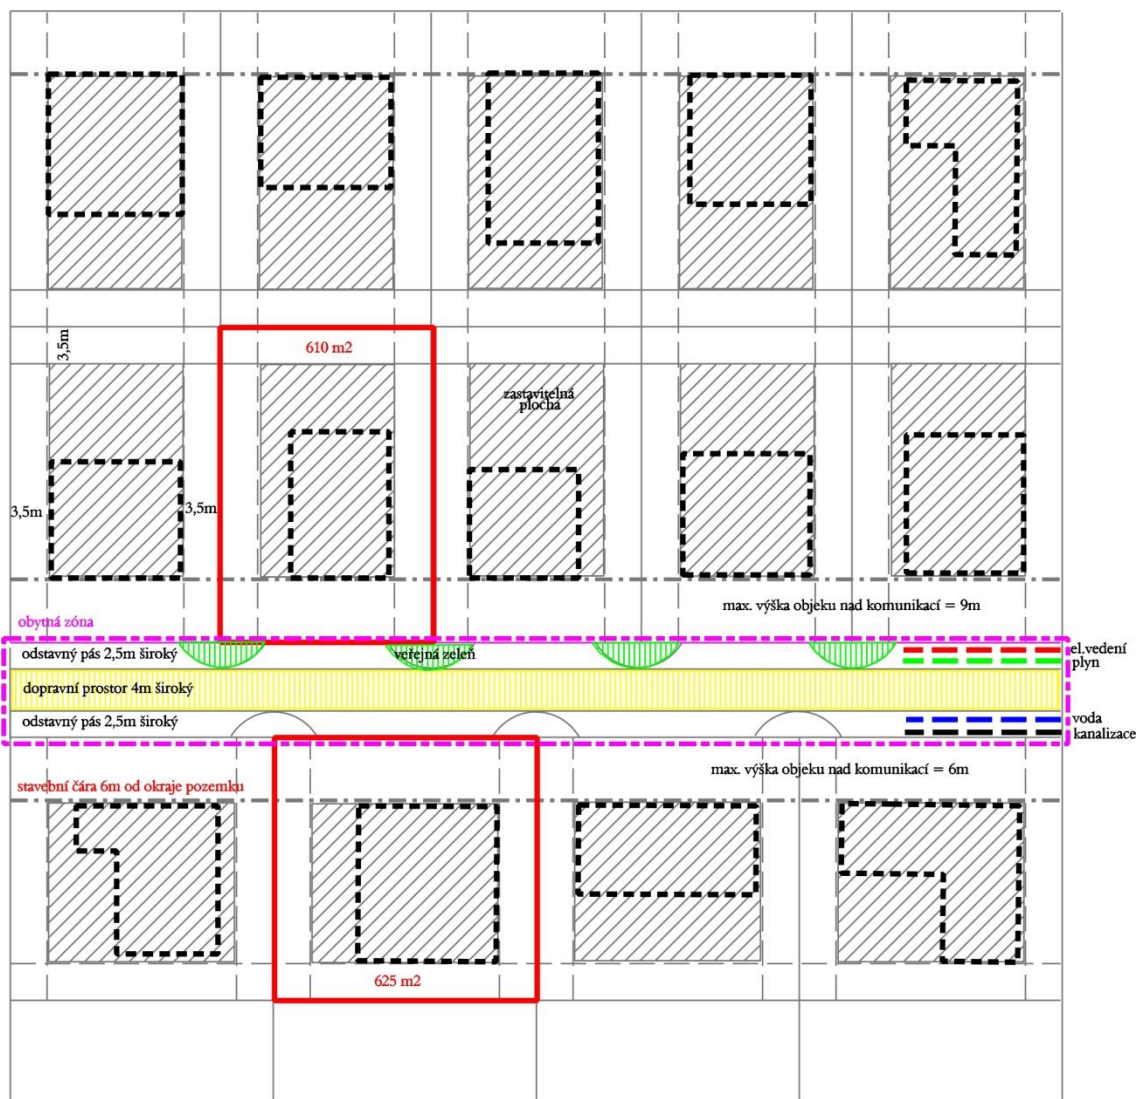 3,5m
610 m2
zastavitelná
plocha
3,5m
3,5m
max. výška objeku nad komunikací = 9m
obytná zóna
odstavný pás 2,5m široký
veřejná zeleň
el.vedení
plyn
dopravní prostor 4m široký
odstavný pás 2,5m široký
voda
kanalizace
max. výška objeku nad komunikací = 6m
stavební čára 6m od okraje pozemku
625 m2